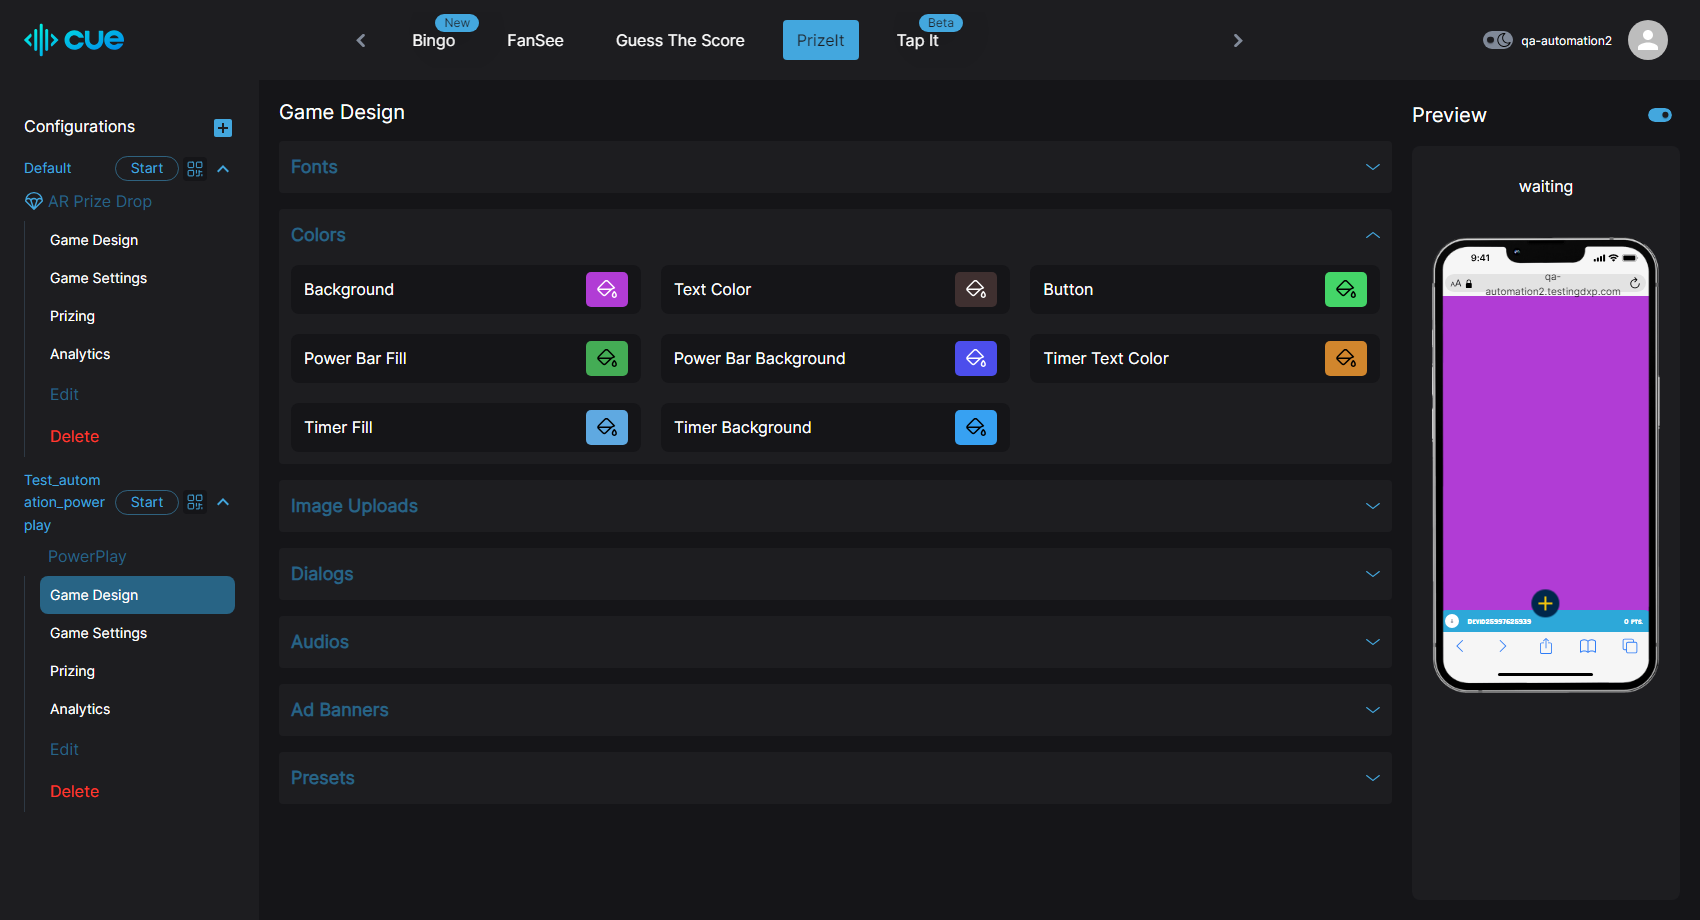 cue
New
Bingo
FanSee
Guess The Score
PrizeIt
Beta
Tap It
qa-automation2
Configurations
Default
Start
AR Prize Drop
Game Design
Game Settings
Prizing
Analytics
Edit
Delete
Test_autom
ation_power
play
Start
PowerPlay
Game Design
Game Settings
Prizing
Analytics
Edit
Delete
Game Design
Fonts
Colors
Background
Text Color
Button
Power Bar Fill
Power Bar Background
Timer Text Color
Timer Fill
Timer Background
Image Uploads
Dialogs
Audios
Ad Banners
Presets
Preview
waiting
9:41
AA
qa-
automation2.testingdxp.com
0 PTS.